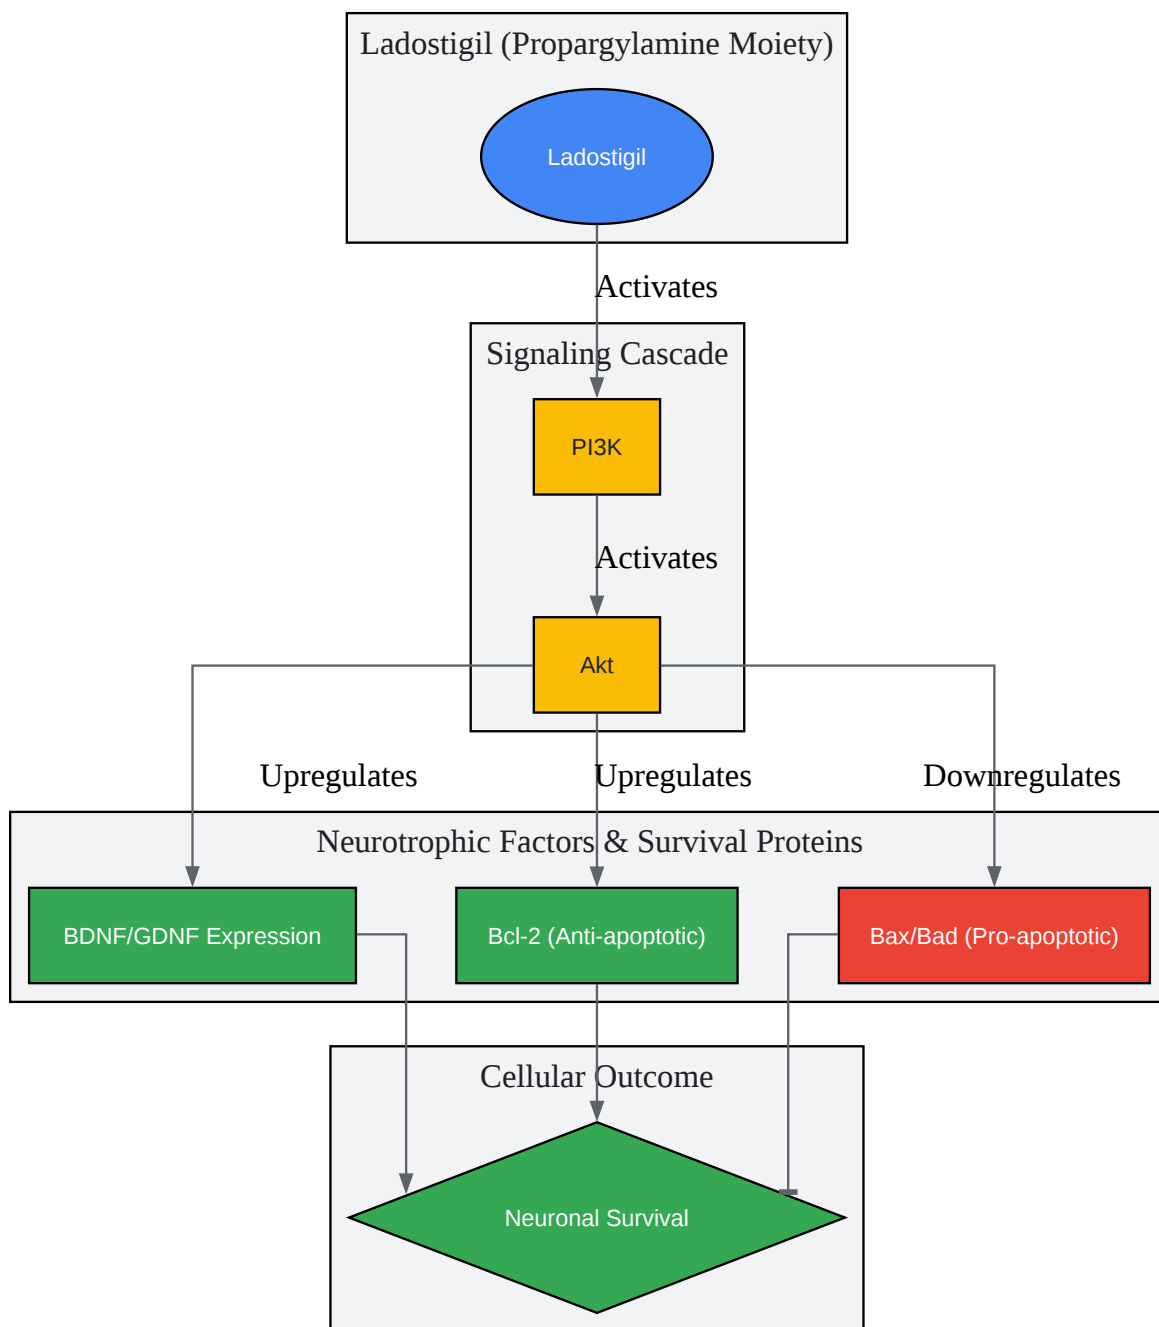 Ladostigil (Propargylamine Moiety)
Ladostigil
Activates
Signaling Cascade
PI3K
Activates
Akt
Upregulates
Upregulates
Downregulates
Neurotrophic Factors & Survival Proteins
BDNF/GDNF Expression
Bcl-2 (Anti-apoptotic)
Bax/Bad (Pro-apoptotic)
Cellular Outcome
Neuronal Survival